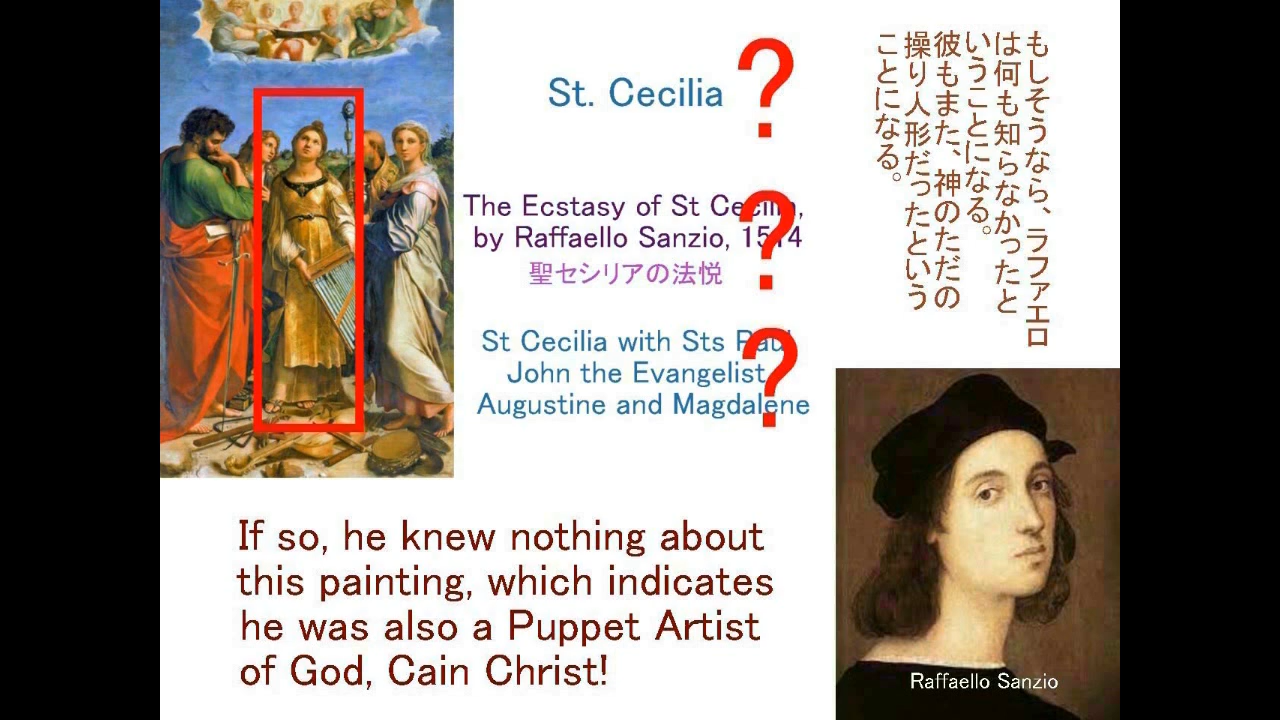 St. Cecilia ?
The Ecstasy of St Cecilia,
by Raffaello Sanzio, 1514
?
聖セシリアの法悦
St Cecilia with Sts Paul
John the Evangelist
Augustine and Magdalene
?
もしそうなら、ラファエロ
は何も知らなかったと
いうことになる。
彼もまた、神のただの
操り人形だったという
ことになる。
If so, he knew nothing about
this painting, which indicates
he was also a Puppet Artist
of God, Cain Christ!
Raffaello Sanzio